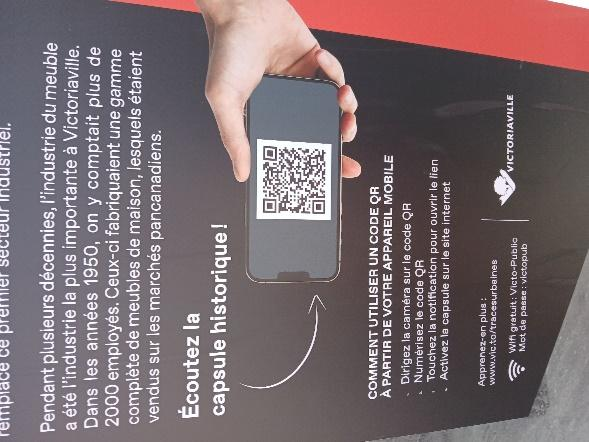 remplacé ce premier secteur industriel.
Pendant plusieurs décennies, l'industrie du meuble
a été l'industrie la plus importante à Victoriaville.
Dans les années 1950, on y comptait plus de
2000 employés. Ceux-ci fabriquaient une gamme
complète de meubles de maison, lesquels étaient
vendus sur les marchés pancanadiens.
Écoutez la
capsule historique !
COMMENT UTILISER UN CODE QR
À PARTIR DE VOTRE APPAREIL MOBILE
- Dirigez la caméra sur le code QR
- Numérisez le code QR
- Touchez la notification pour ouvrir le lien
- Activez la capsule sur le site internet
Apprenez-en plus :
www.vic.to/tracesurbaines
Wifi gratuit : Victo-Public
Mot de passe : victopub
VICTORIAVILLE